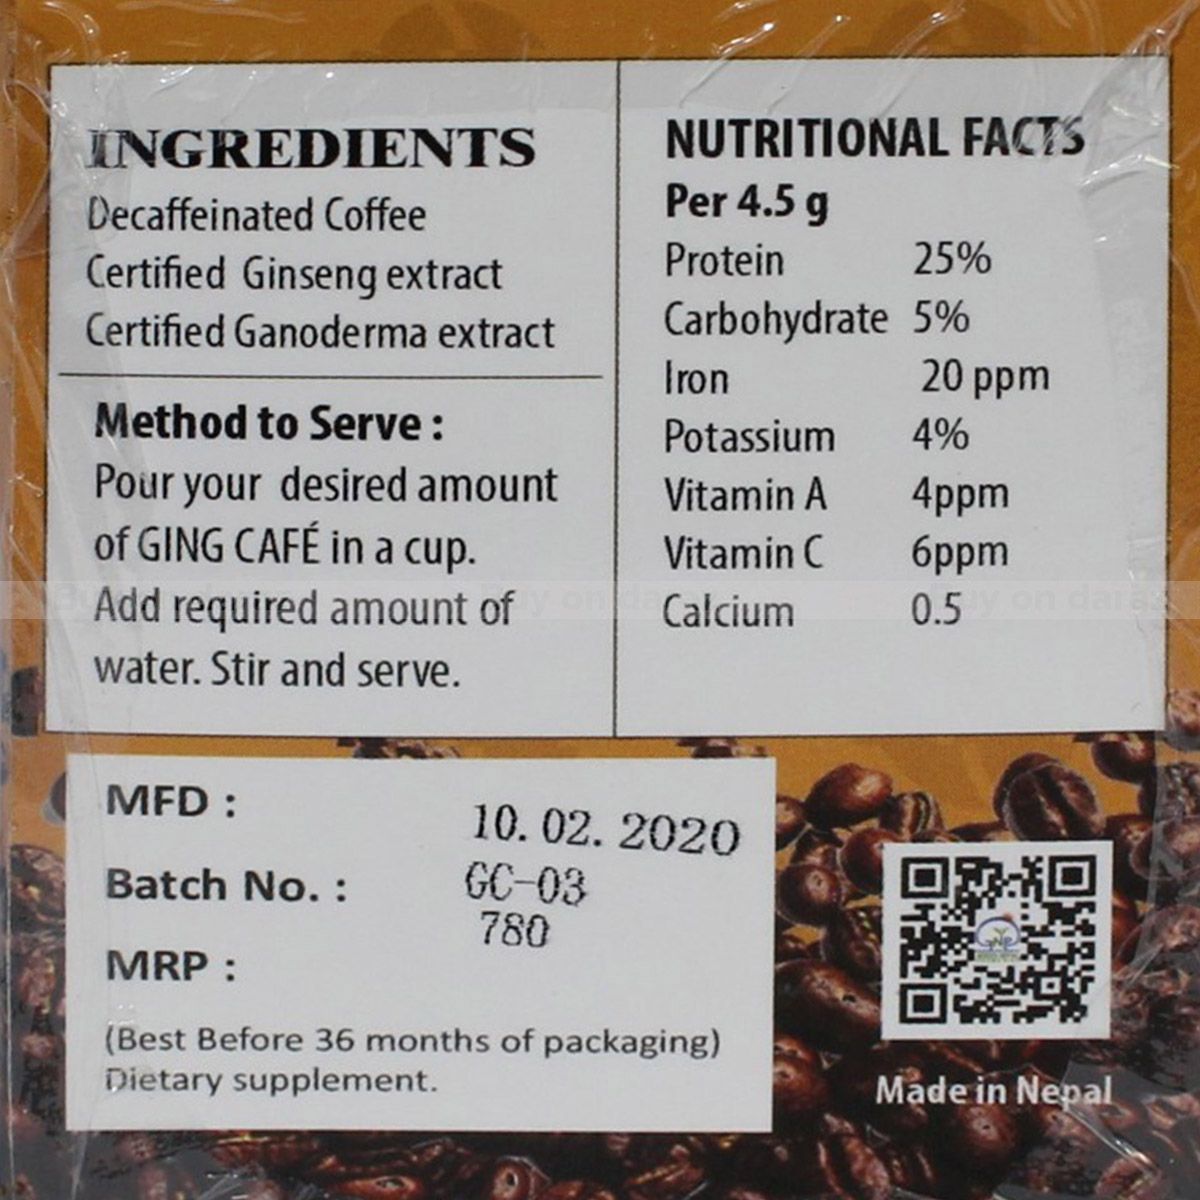 INGREDIENTS
Decaffeinated Coffee
Certified Ginseng extract
Certified Ganoderma extract
Method to Serve :
Pour your desired amount
of GING CAFÉ in a cup.
Add required amount of
water. Stir and serve.
NUTRITIONAL FACTS
Per 4.5 g
Protein 25%
Carbohydrate 5%
Iron 20 ppm
Potassium 4%
Vitamin A 4ppm
Vitamin C 6ppm
Calcium 0.5
Buy on daraz
Buy on daraz
Buy on daraz
MFD : 10. 02. 2020
Batch No. : GC-03
780
MRP :
(Best Before 36 months of packaging)
Dietary supplement.
Made in Nepal